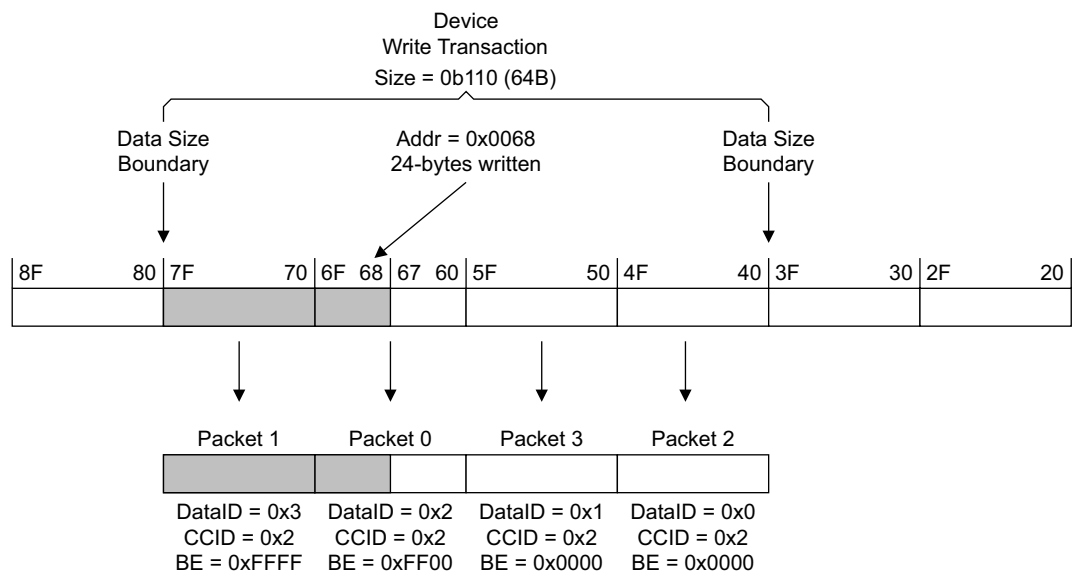 Device
Write Transaction
Size = 0b110 (64B)
Data Size
Boundary
Addr = 0x0068
24-bytes written
Data Size
Boundary
8F 80 7F 70 6F 68 67 60 5F 50 4F 40 3F 30 2F 20
Packet 1 Packet 0 Packet 3 Packet 2
DataID = 0x3 DataID = 0x2 DataID = 0x1 DataID = 0x0
CCID = 0x2 CCID = 0x2 CCID = 0x2 CCID = 0x2
BE = 0xFFFF BE = 0xFF00 BE = 0x0000 BE = 0x0000